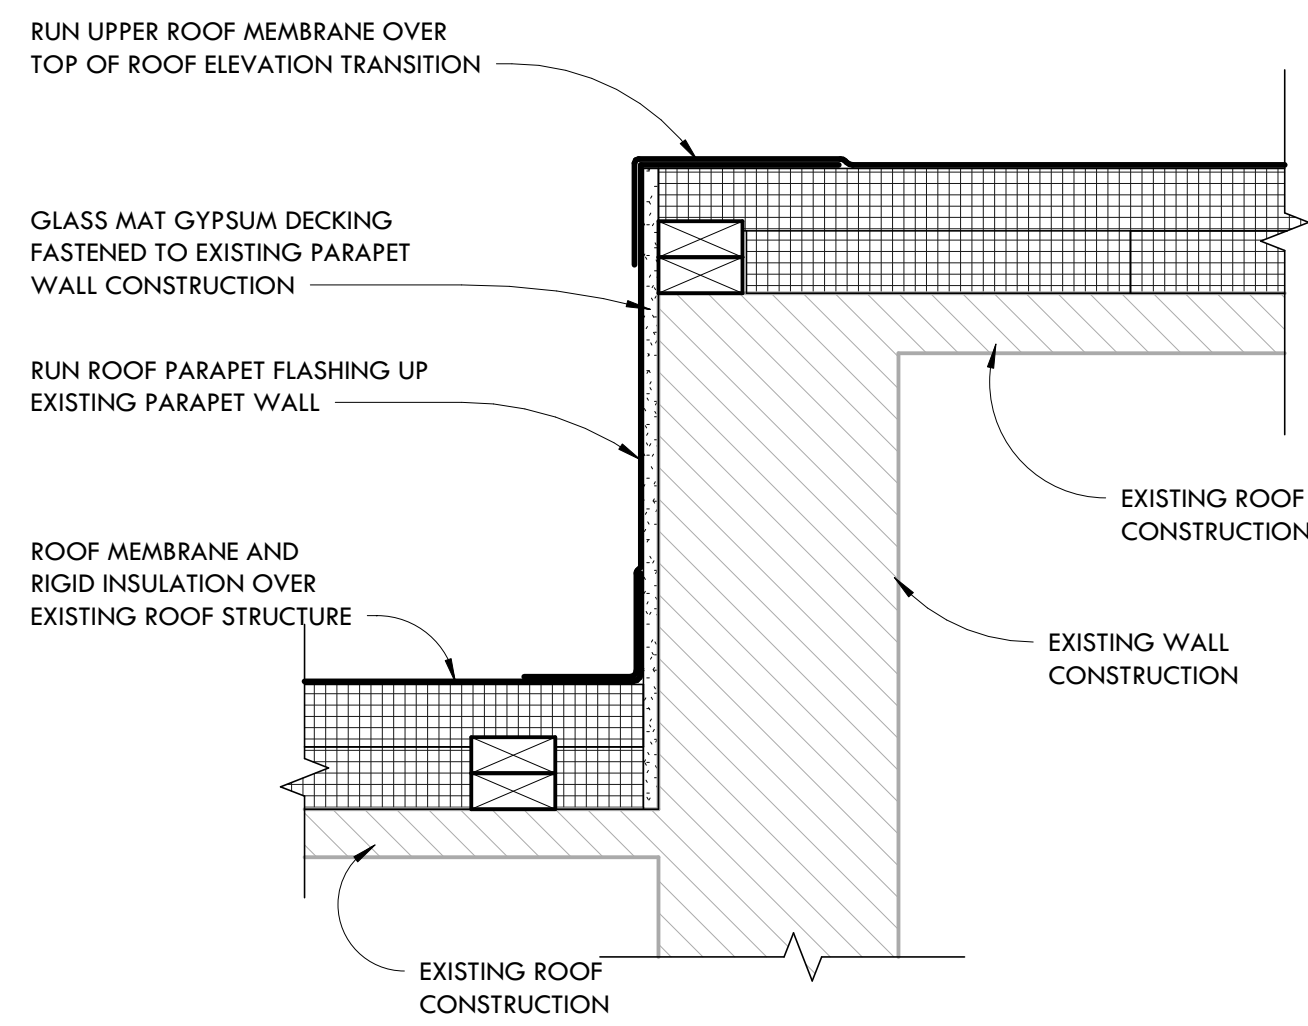 RUN UPPER ROOF MEMBRANE OVER
TOP OF ROOF ELEVATION TRANSITION
GLASS MAT GYPSUM DECKING
FASTENED TO EXISTING PARAPET
WALL CONSTRUCTION
RUN ROOF PARAPET FLASHING UP
EXISTING PARAPET WALL
EXISTING ROOF
CONSTRUCTION
ROOF MEMBRANE AND
RIGID INSULATION OVER
EXISTING ROOF STRUCTURE
EXISTING WALL
CONSTRUCTION
EXISTING ROOF
CONSTRUCTION